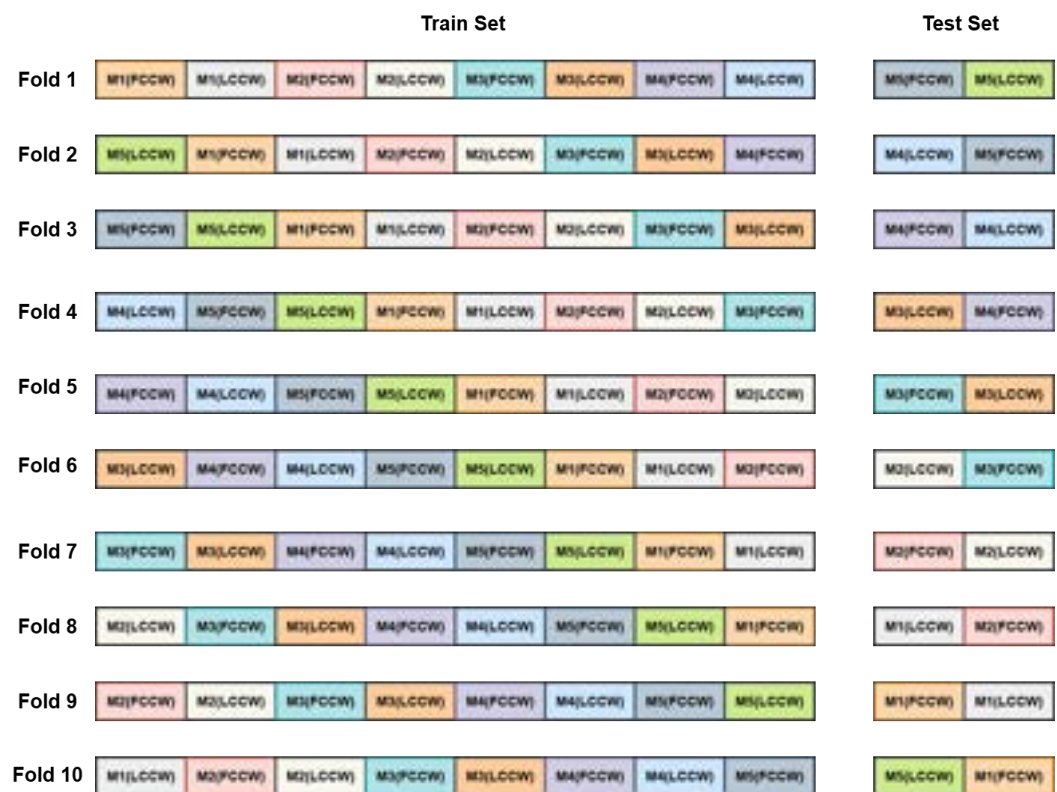 Train Set Test Set
Fold 1 M1(FCCW) M1(LCCW) M2(FCCW) M2(LCCW) M3(FCCW) M3(LCCW) M4(FCCW) M4(LCCW) M5(FCCW) M5(LCCW)
Fold 2 M5(LCCW) M1(FCCW) M1(LCCW) M2(FCCW) M2(LCCW) M3(FCCW) M3(LCCW) M4(FCCW) M4(LCCW) M5(FCCW)
Fold 3 M5(FCCW) M5(LCCW) M1(FCCW) M1(LCCW) M2(FCCW) M2(LCCW) M3(FCCW) M3(LCCW) M4(FCCW) M4(LCCW)
Fold 4 M4(LCCW) M5(FCCW) M5(LCCW) M1(FCCW) M1(LCCW) M2(FCCW) M2(LCCW) M3(FCCW) M3(LCCW) M4(FCCW)
Fold 5 M4(FCCW) M4(LCCW) M5(FCCW) M5(LCCW) M1(FCCW) M1(LCCW) M2(FCCW) M2(LCCW) M3(FCCW) M3(LCCW)
Fold 6 M3(LCCW) M4(FCCW) M4(LCCW) M5(FCCW) M5(LCCW) M1(FCCW) M1(LCCW) M2(FCCW) M2(LCCW) M3(FCCW)
Fold 7 M3(FCCW) M3(LCCW) M4(FCCW) M4(LCCW) M5(FCCW) M5(LCCW) M1(FCCW) M1(LCCW) M2(FCCW) M2(LCCW)
Fold 8 M2(LCCW) M3(FCCW) M3(LCCW) M4(FCCW) M4(LCCW) M5(FCCW) M5(LCCW) M1(FCCW) M1(LCCW) M2(FCCW)
Fold 9 M2(FCCW) M2(LCCW) M3(FCCW) M3(LCCW) M4(FCCW) M4(LCCW) M5(FCCW) M5(LCCW) M1(FCCW) M1(LCCW)
Fold 10 M1(LCCW) M2(FCCW) M2(LCCW) M3(FCCW) M3(LCCW) M4(FCCW) M4(LCCW) M5(FCCW) M5(LCCW) M1(FCCW)